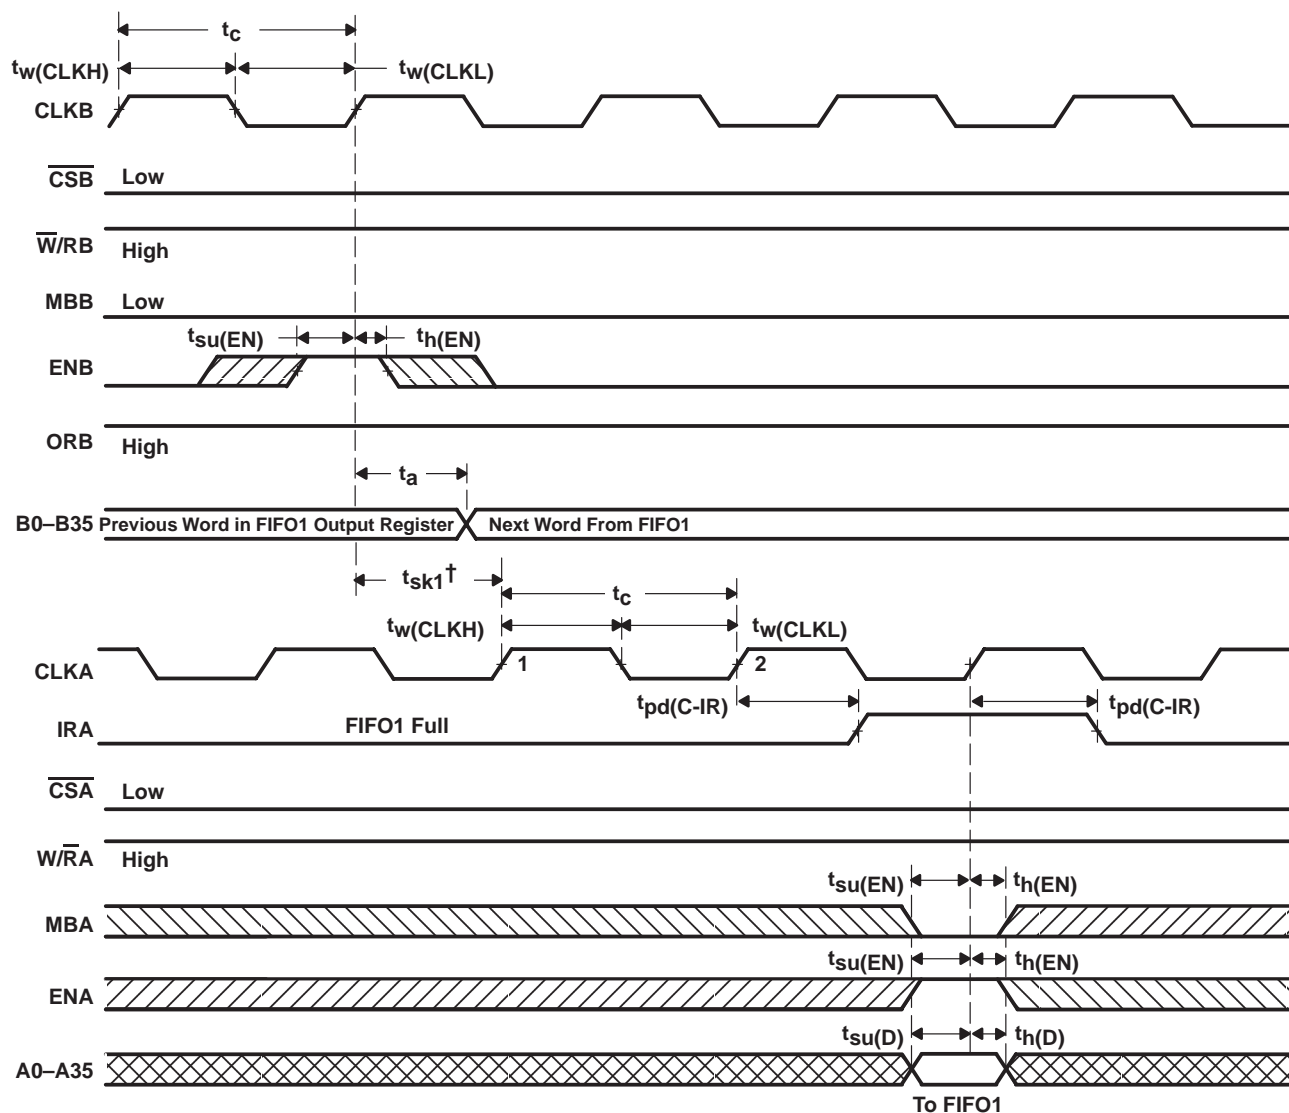 tc
tw(CLKH) tw(CLKL)
CLKB
CSB Low
W/RB High
MBB Low
tsu(EN) th(EN)
ENB
ORB High
ta
B0–B35 Previous Word in FIFO1 Output Register Next Word From FIFO1
tsk1†
tc
tw(CLKH) tw(CLKL)
CLKA 1 2
tpd(C-IR) tpd(C-IR)
IRA FIFO1 Full
CSA Low
W/RA High
tsu(EN) th(EN)
MBA
tsu(EN) th(EN)
ENA
tsu(D) th(D)
A0–A35
To FIFO1